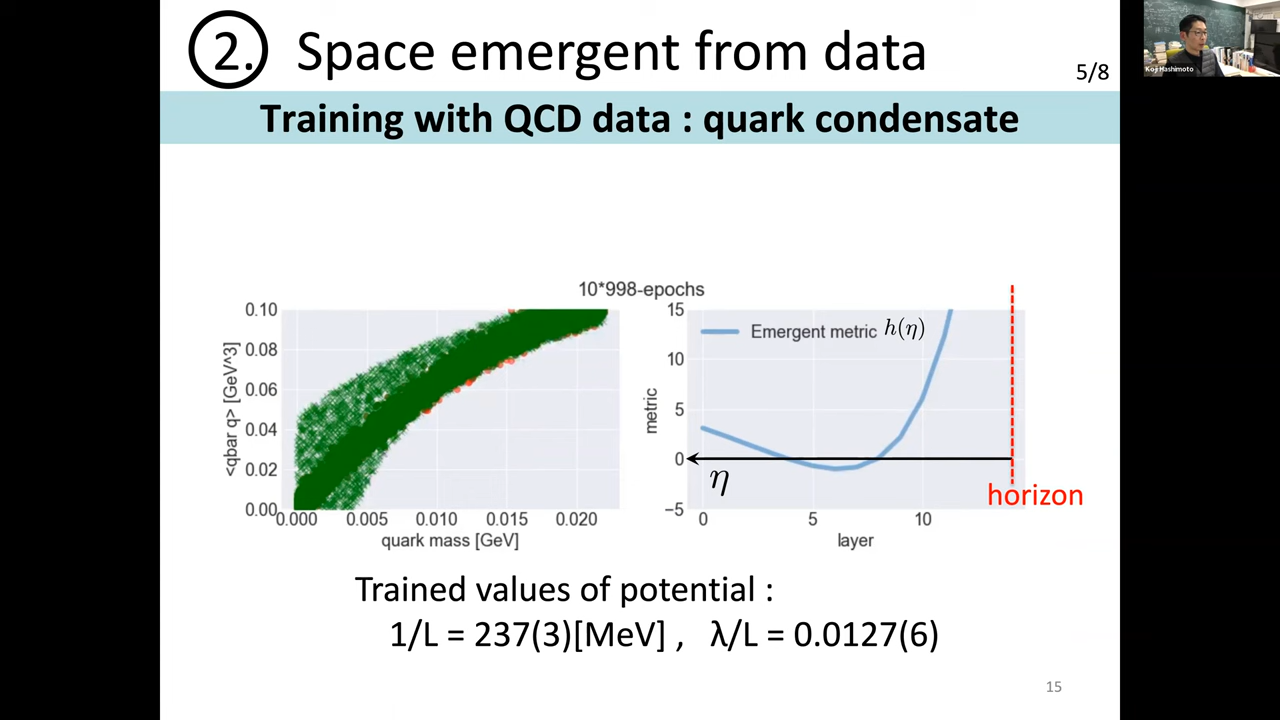 2. Space emergent from data
5/8
Koji Hashimoto
Training with QCD data : quark condensate
10*998-epochs
0.10
0.08
0.06
0.04
0.02
0.00
<qbar q> [GeV^3]
0.000 0.005 0.010 0.015 0.020
quark mass [GeV]
15
10
5
0
−5
metric
Emergent metric h(η)
η
horizon
0 5 10
layer
Trained values of potential :
1/L = 237(3)[MeV] , λ/L = 0.0127(6)
15